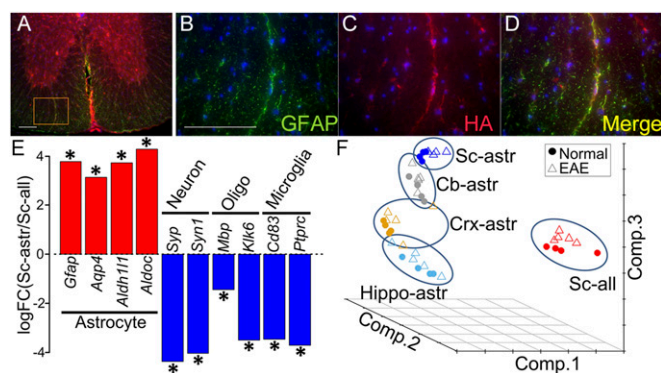 A
B
GFAP
C
HA
D
Merge
E
logFC(Sc-astr/Sc-all)
+4
+2
0
-2
-4
*
*
*
*
Gfap
Aqp4
Aldh1l1
Aldoc
Astrocyte
Neuron
Oligo
Microglia
Syp
Syn1
Mbp
Klk6
Cd83
Ptprc
*
*
*
*
*
*
F
Normal
EAE
Sc-astr
Cb-astr
Crx-astr
Hippo-astr
Sc-all
Comp.1
Comp.2
Comp.3